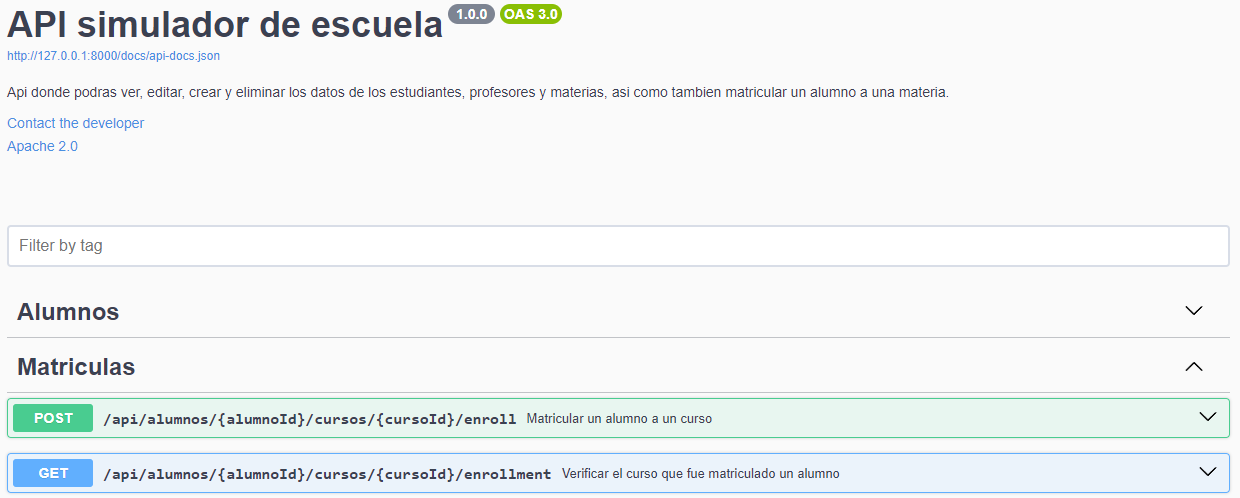 API simulador de escuela 1.0.0 OAS 3.0
http://127.0.0.1:8000/docs/api-docs.json
Api donde podras ver, editar, crear y eliminar los datos de los estudiantes, profesores y materias, asi como tambien matricular un alumno a una materia.
Contact the developer
Apache 2.0
Filter by tag
Alumnos
Matriculas
POST /api/alumnos/{alumnoId}/cursos/{cursoId}/enroll Matricular un alumno a un curso
GET /api/alumnos/{alumnoId}/cursos/{cursoId}/enrollment Verificar el curso que fue matriculado un alumno